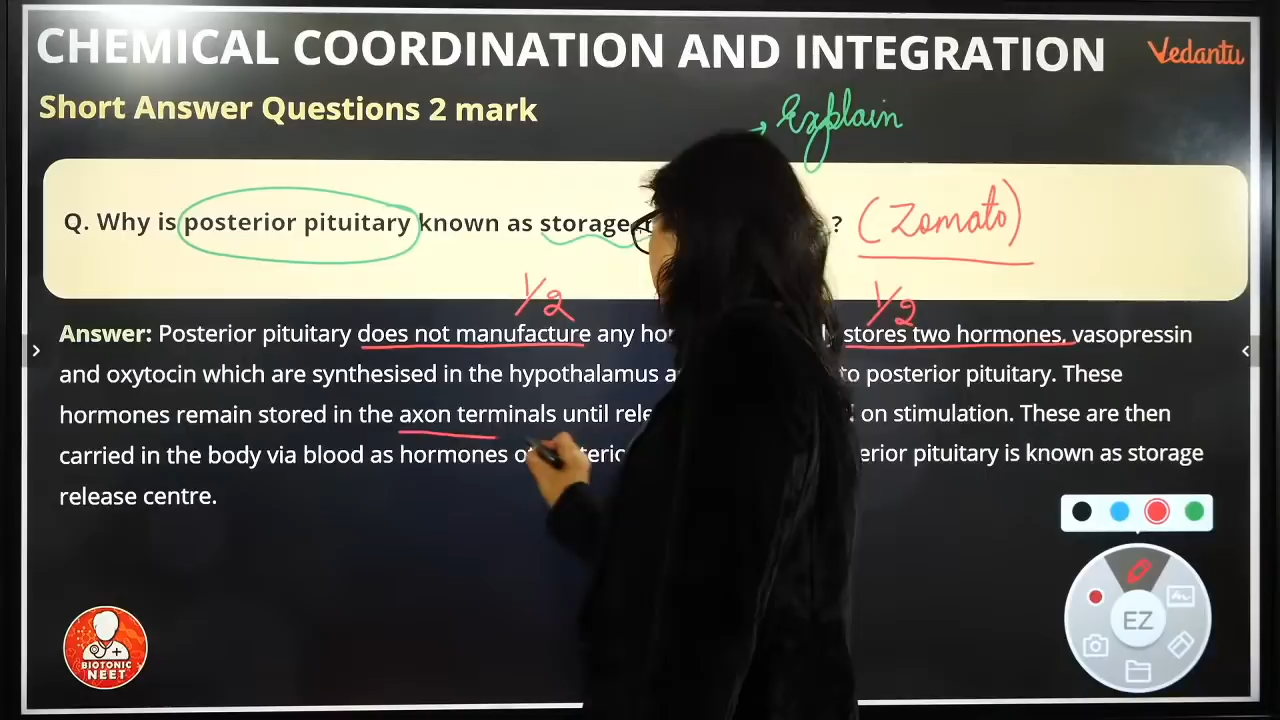 CHEMICAL COORDINATION AND INTEGRATION
Vedantu
Short Answer Questions 2 mark
→ Explain
Q. Why is posterior pituitary known as storage ? (Zomato)
1/2 1/2
Answer: Posterior pituitary does not manufacture any stores two hormones, vasopressin
and oxytocin which are synthesised in the hypothalamus to posterior pituitary. These
hormones remain stored in the axon terminals until on stimulation. These are then
carried in the body via blood as hormones pituitary is known as storage
release centre.
EZ
BIOTONIC
NEET